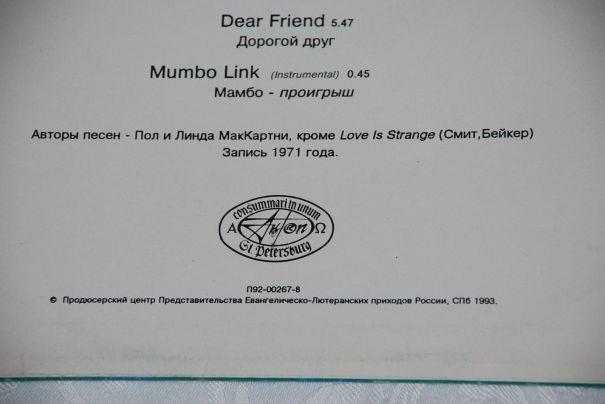 Dear Friend 5.47
Дорогой друг
Mumbo Link (Instrumental) 0.45
Мамбо - проигрыш
Авторы песен - Пол и Линда МакКартни, кроме Love Is Strange (Смит,Бейкер)
Запись 1971 года.
consummari in unum
Α Ω
St. Petersburg
П92-00267-8
© Продюсерский центр Представительства Евангелическо-Лютеранских приходов России, СПб 1993.